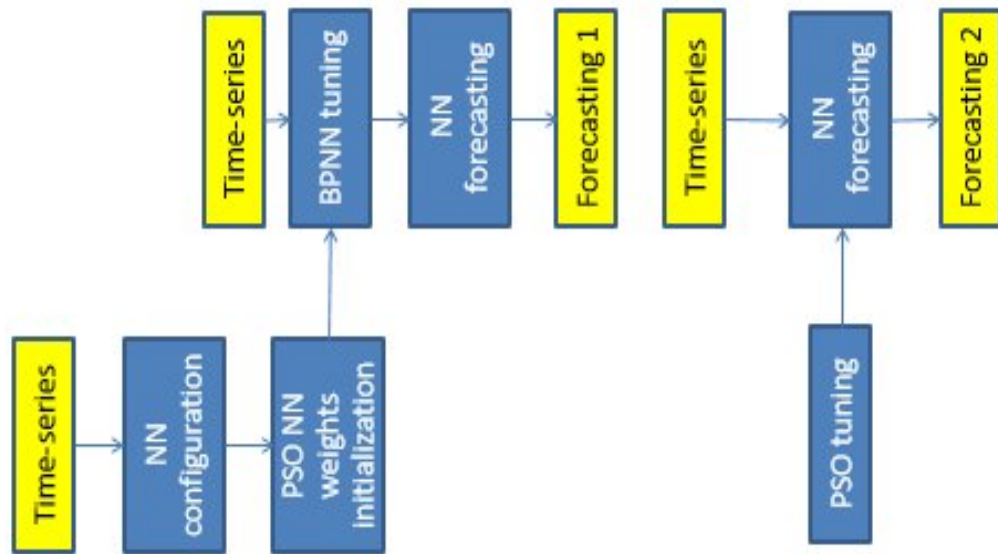 Time-series
NN
configuration
PSO NN
weights
initialization
Time-series
BPNN tuning
NN
forecasting
Forecasting 1
PSO tuning
Time-series
NN
forecasting
Forecasting 2